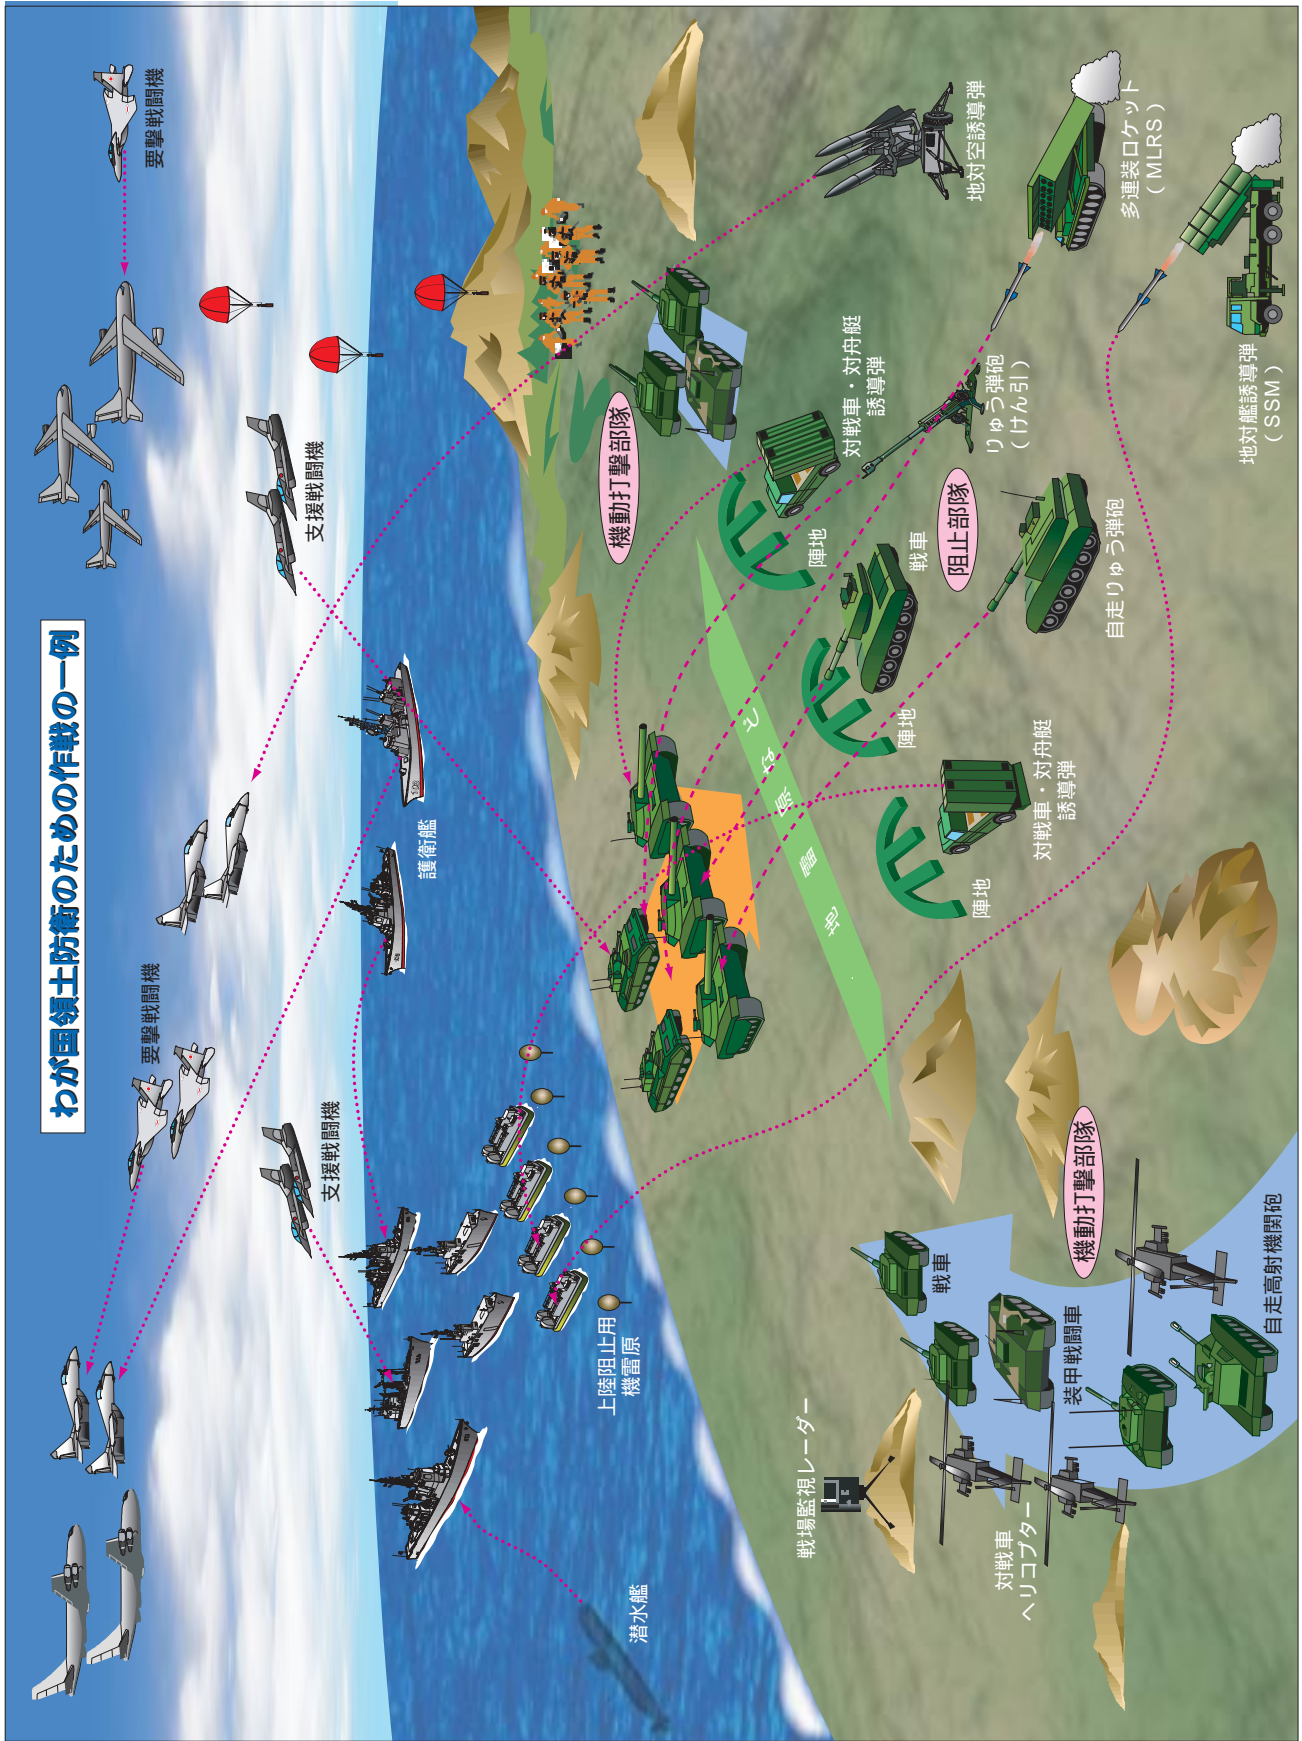 わが国領土防衛のための作戦の一例
要撃戦闘機
要撃戦闘機
支援戦闘機
支援戦闘機
護衛艦
上陸阻止用
機雷原
機動打撃部隊
潜水艦
地雷原など
戦場監視レーダー
陣地
対戦車・対舟艇
誘導弾
陣地
戦車
戦車
阻止部隊
地対空誘導弾
陣地
りゅう弾砲
（けん引）
対戦車
ヘリコプター
対戦車・対舟艇
誘導弾
装甲戦闘車
機動打撃部隊
自走りゅう弾砲
多連装ロケット
（MLRS）
地対艦誘導弾
（SSM）
自走高射機関砲